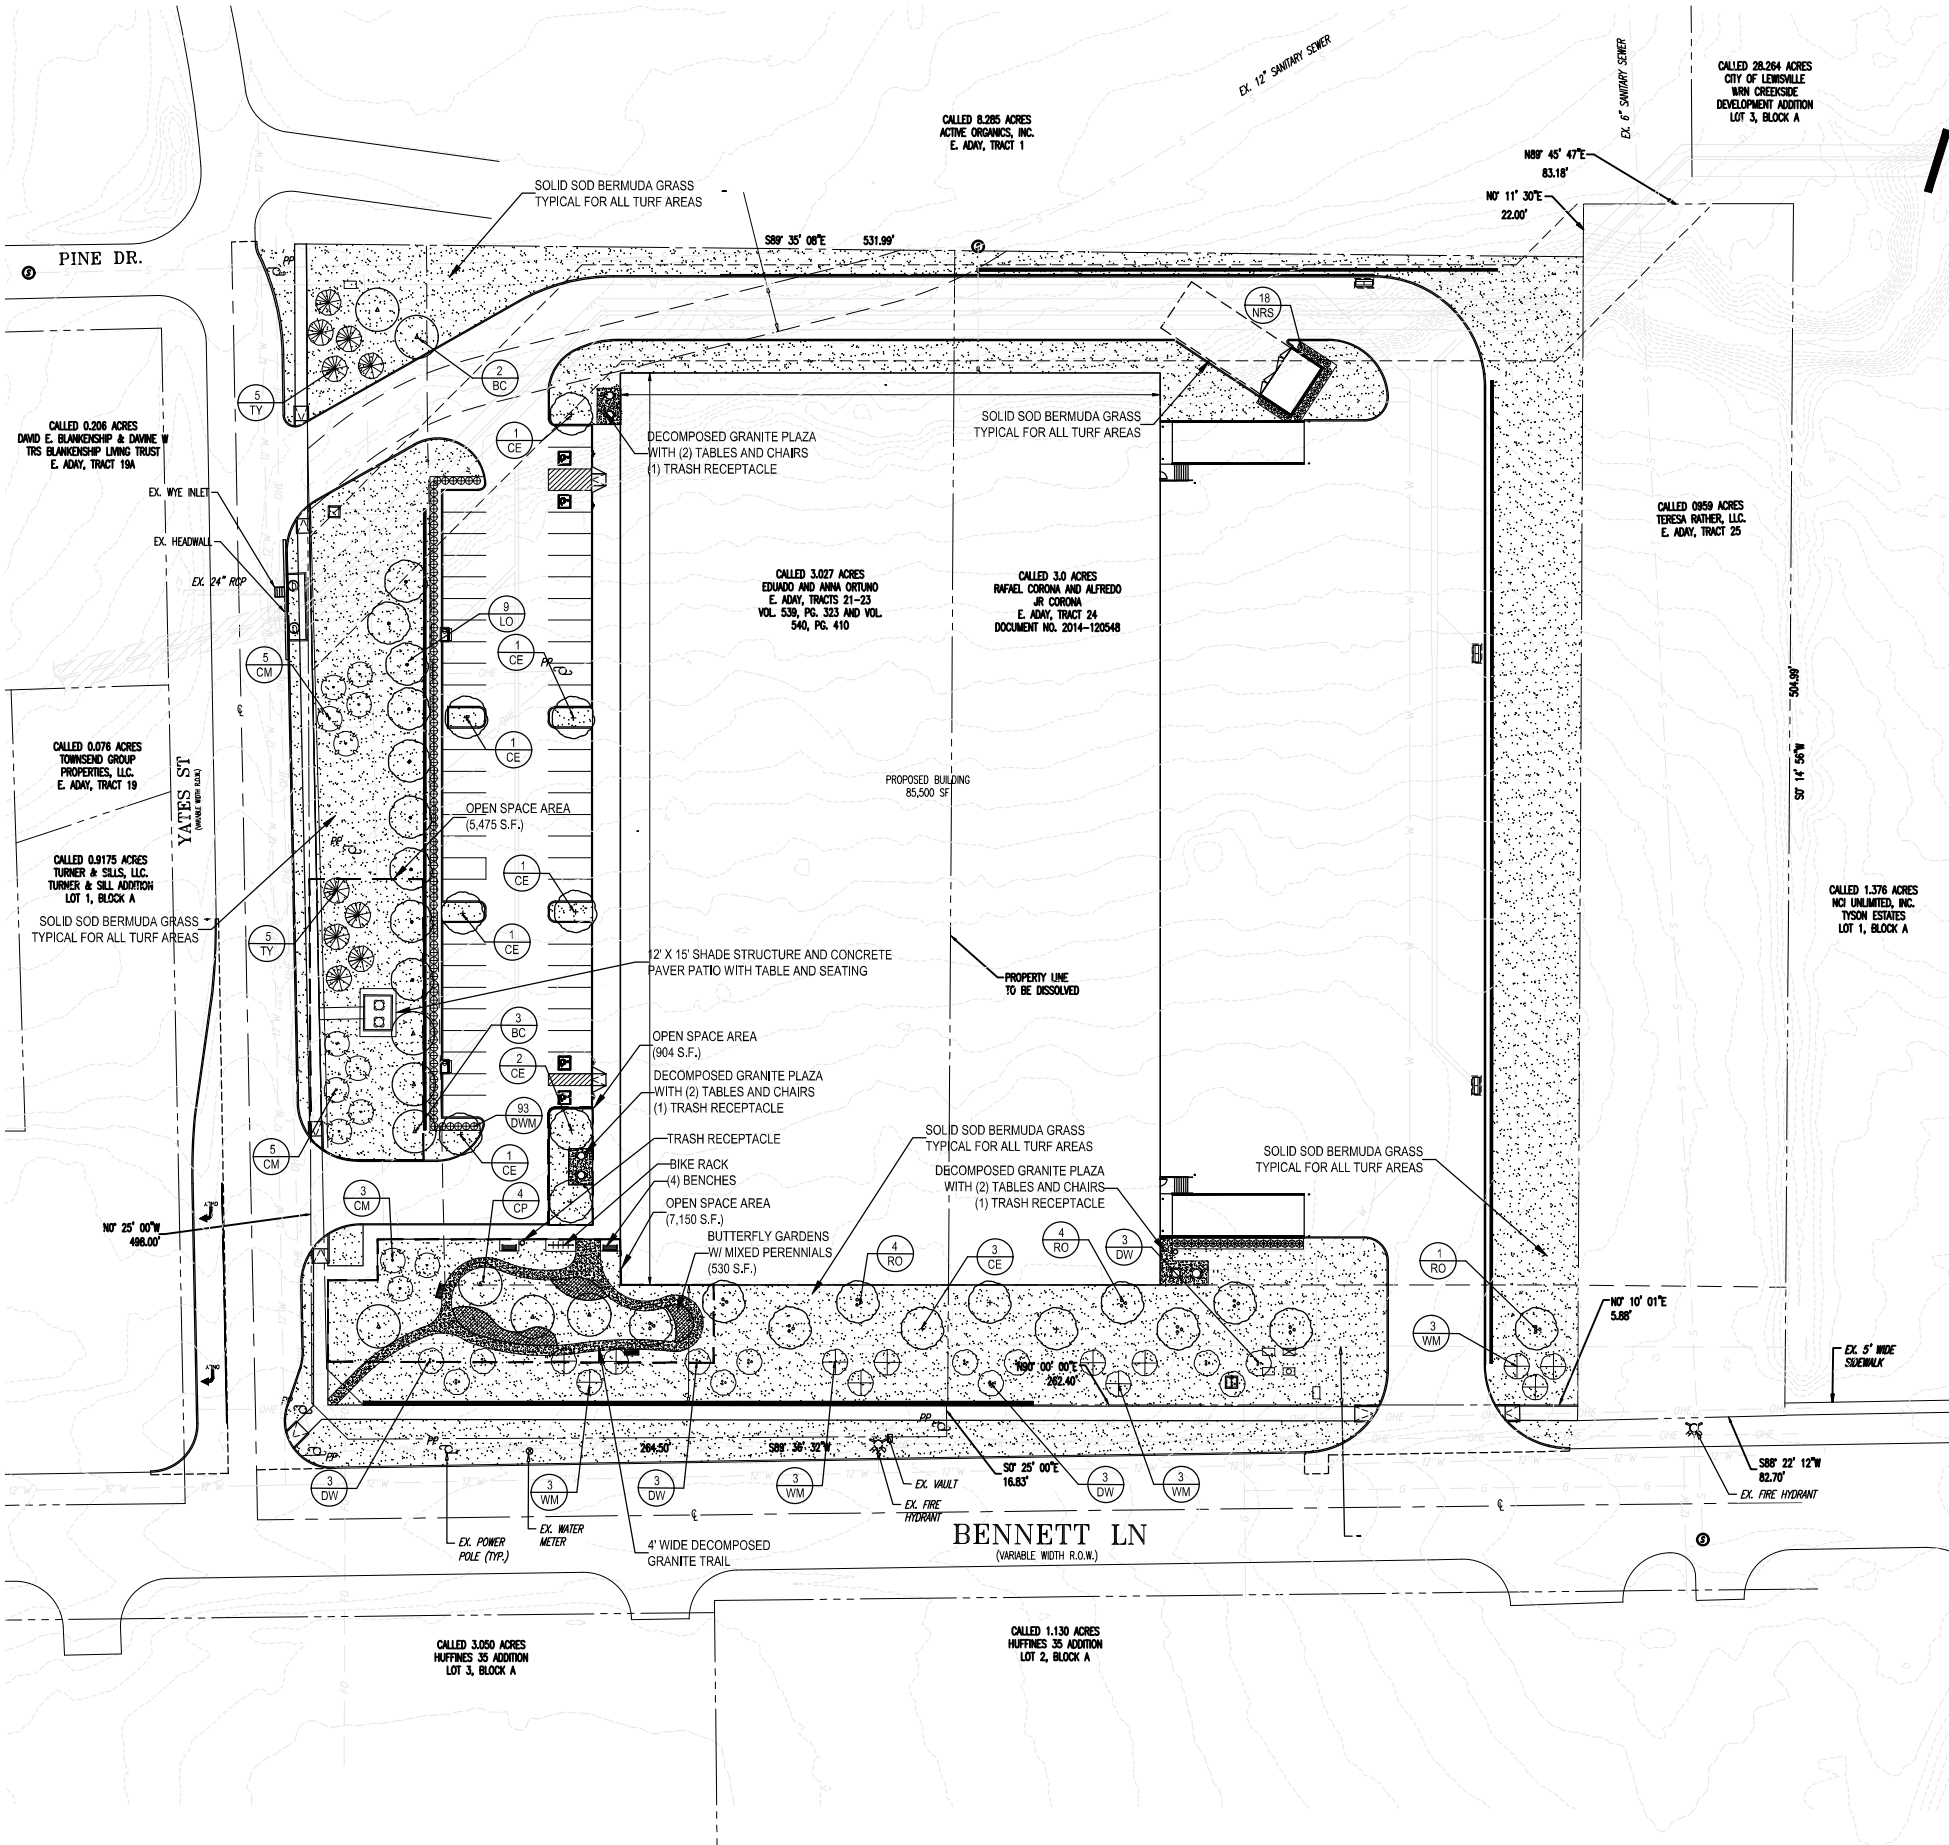 EX. 12" SANITARY SEWER
EX. 6" SANITARY SEWER
CALLED 28.264 ACRES
CITY OF LEWISVILLE
WRN CREEKSIDE
DEVELOPMENT ADDITION
LOT 3, BLOCK A
CALLED 8.285 ACRES
ACTIVE ORGANICS, INC.
E. ADAY, TRACT 1
N89° 45' 47"E
83.18'
N0° 11' 30"E
22.00'
SOLID SOD BERMUDA GRASS
TYPICAL FOR ALL TURF AREAS
S89° 35' 08"E 531.99'
PINE DR.
PP
18
NRS
2
BC
5
TY
CALLED 0.206 ACRES
DAVID E. BLANKENSHIP & DAVINE W
TRS BLANKENSHIP LIVING TRUST
E. ADAY, TRACT 19A
1
CE
DECOMPOSED GRANITE PLAZA
WITH (2) TABLES AND CHAIRS
(1) TRASH RECEPTACLE
SOLID SOD BERMUDA GRASS
TYPICAL FOR ALL TURF AREAS
EX. WYE INLET
EX. HEADWALL
EX. 24" RCP
CALLED 0959 ACRES
TERESA RATHER, LLC.
E. ADAY, TRACT 25
CALLED 3.027 ACRES
EDUADO AND ANNA ORTUNO
E. ADAY, TRACTS 21-23
VOL. 539, PG. 323 AND VOL.
540, PG. 410
CALLED 3.0 ACRES
RAFAEL CORONA AND ALFREDO
JR CORONA
E. ADAY, TRACT 24
DOCUMENT NO. 2014-120548
9
LO
1
CE
PP
5
CM
1
CE
S0° 14' 56"W 504.99'
CALLED 0.076 ACRES
TOWNSEND GROUP
PROPERTIES, LLC.
E. ADAY, TRACT 19
YATES ST
(VARIABLE WIDTH R.O.W.)
PROPOSED BUILDING
85,500 SF
OPEN SPACE AREA
(5,475 S.F.)
PP
CALLED 0.9175 ACRES
TURNER & SILLS, LLC.
TURNER & SILL ADDITION
LOT 1, BLOCK A
1
CE
CALLED 1.376 ACRES
NCI UNLIMITED, INC.
TYSON ESTATES
LOT 1, BLOCK A
SOLID SOD BERMUDA GRASS
TYPICAL FOR ALL TURF AREAS
5
TY
1
CE
12' X 15' SHADE STRUCTURE AND CONCRETE
PAVER PATIO WITH TABLE AND SEATING
PROPERTY LINE
TO BE DISSOLVED
3
BC
OPEN SPACE AREA
(904 S.F.)
2
CE
DECOMPOSED GRANITE PLAZA
WITH (2) TABLES AND CHAIRS
(1) TRASH RECEPTACLE
93
DWM
TRASH RECEPTACLE
SOLID SOD BERMUDA GRASS
TYPICAL FOR ALL TURF AREAS
SOLID SOD BERMUDA GRASS
TYPICAL FOR ALL TURF AREAS
5
CM
1
CE
BIKE RACK
(4) BENCHES
DECOMPOSED GRANITE PLAZA
WITH (2) TABLES AND CHAIRS
(1) TRASH RECEPTACLE
3
CM
4
CP
OPEN SPACE AREA
(7,150 S.F.)
N0° 25' 00"W
498.00'
BUTTERFLY GARDENS
W/ MIXED PERENNIALS
(530 S.F.)
4
RO
3
CE
4
RO
3
DW
1
RO
N0° 10' 01"E
5.88'
3
WM
EX. 5' WIDE
SIDEWALK
N90° 00' 00"E
262.40'
PP
PP
PP
264.50' S89° 36' 32"W
PP
3
DW
3
WM
3
DW
3
WM
EX. VAULT
EX. FIRE
HYDRANT
S0° 25' 00"E
16.83'
3
DW
3
WM
S88° 22' 12"W
82.70'
EX. FIRE HYDRANT
EX. POWER
POLE (TYP.)
EX. WATER
METER
4' WIDE DECOMPOSED
GRANITE TRAIL
BENNETT LN
(VARIABLE WIDTH R.O.W.)
CALLED 3.050 ACRES
HUFFINES 35 ADDITION
LOT 3, BLOCK A
CALLED 1.130 ACRES
HUFFINES 35 ADDITION
LOT 2, BLOCK A